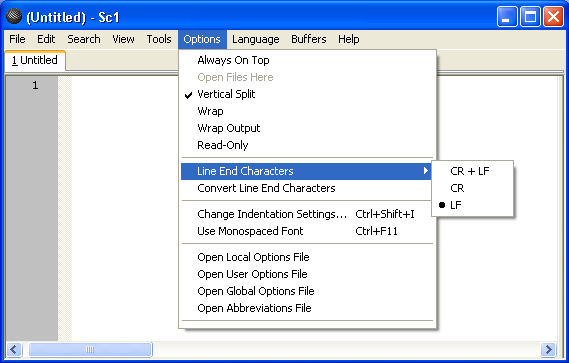 (Untitled) - Sc1
File Edit Search View Tools Options Language Buffers Help
1 Untitled
1
Always On Top
Open Files Here
Vertical Split
Wrap
Wrap Output
Read-Only
Line End Characters
CR + LF
CR
LF
Convert Line End Characters
Change Indentation Settings... Ctrl+Shift+I
Use Monospaced Font Ctrl+F11
Open Local Options File
Open User Options File
Open Global Options File
Open Abbreviations File